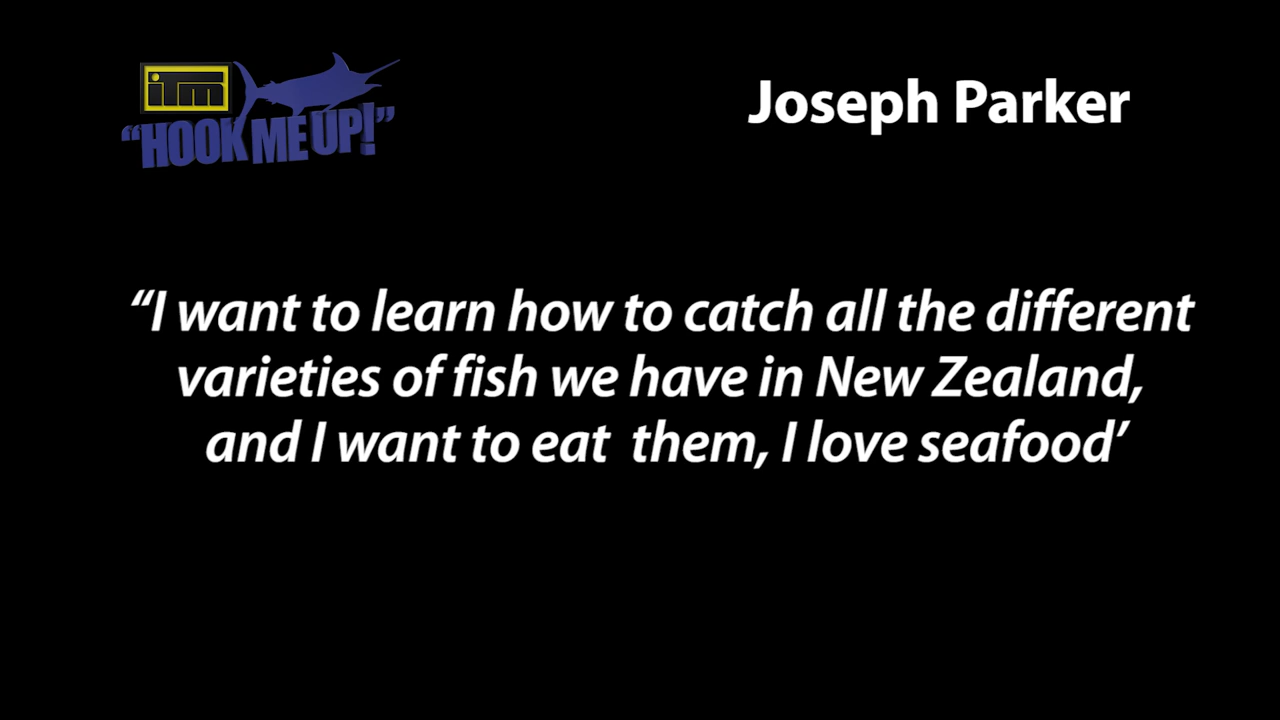 iTm
“HOOK ME UP!”
Joseph Parker
“I want to learn how to catch all the different
varieties of fish we have in New Zealand,
and I want to eat  them, I love seafood’